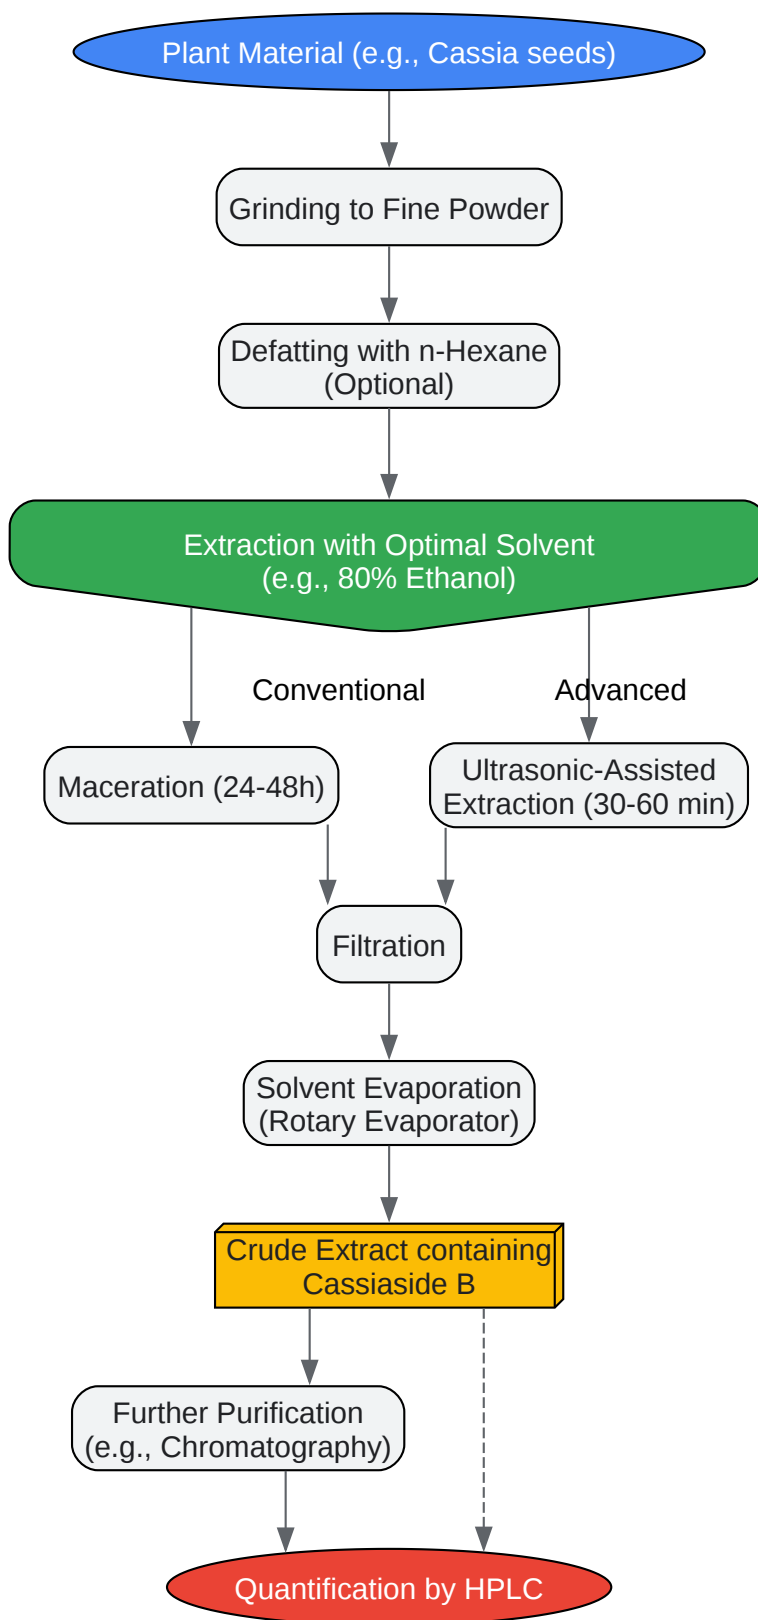 Plant Material (e.g., Cassia seeds)
Grinding to Fine Powder
Defatting with n-Hexane
(Optional)
Extraction with Optimal Solvent
(e.g., 80% Ethanol)
Conventional
Advanced
Maceration (24-48h)
Ultrasonic-Assisted
Extraction (30-60 min)
Filtration
Solvent Evaporation
(Rotary Evaporator)
Crude Extract containing
Cassiaside B
Further Purification
(e.g., Chromatography)
Quantification by HPLC